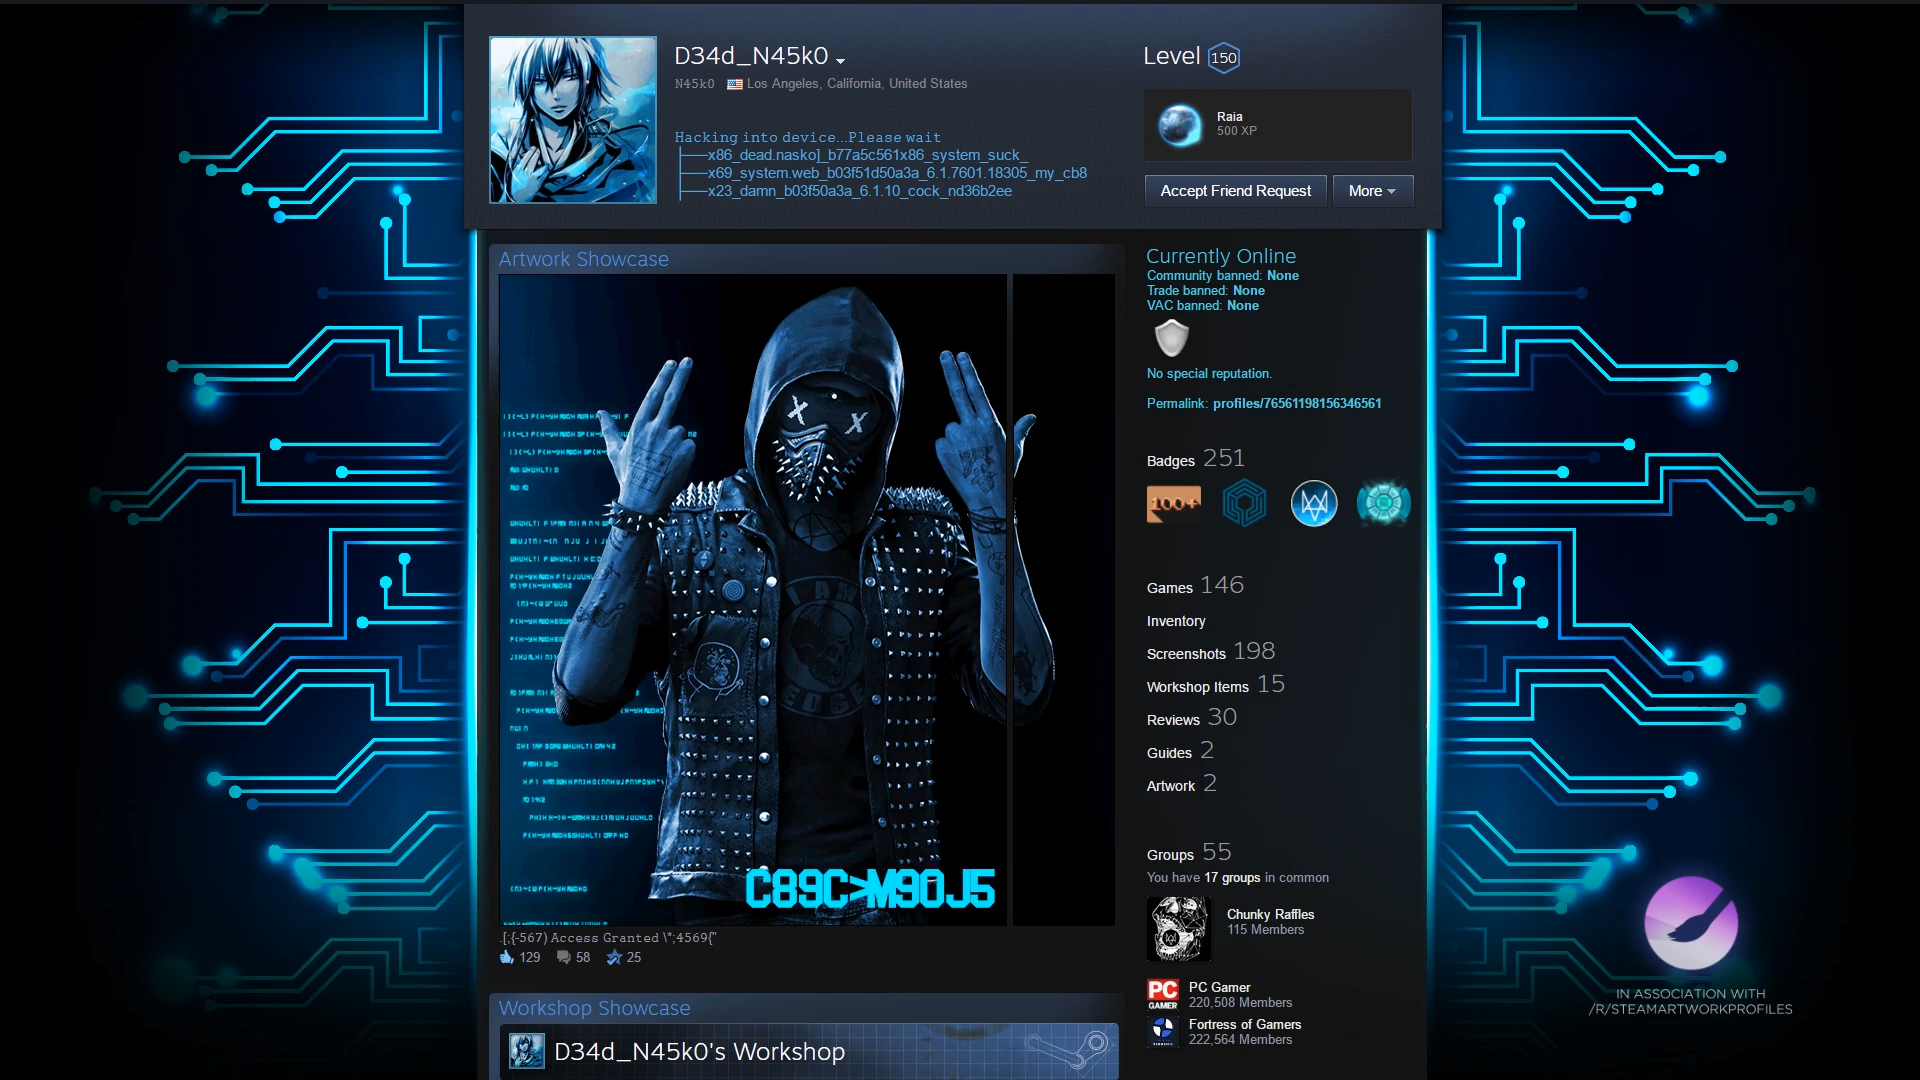 D34d_N45k0
N45k0 Los Angeles, California, United States
Hacking into device...Please wait
├──x86_dead.nasko]_b77a5c561x86_system_suck_
├──x69_system.web_b03f51d50a3a_6.1.7601.18305_my_cb8
├──x23_damn_b03f50a3a_6.1.10_cock_nd36b2ee
Level 150
Raia
500 XP
Accept Friend Request
More
Artwork Showcase
I AM
C89C>M90J5
.[;{-567) Access Granted \*;4569{"
129 58 25
Workshop Showcase
D34d_N45k0's Workshop
Currently Online
Community banned: None
Trade banned: None
VAC banned: None
No special reputation.
Permalink: profiles/76561198156346561
Badges 251
100+
Games 146
Inventory
Screenshots 198
Workshop Items 15
Reviews 30
Guides 2
Artwork 2
Groups 55
You have 17 groups in common
Chunky Raffles
115 Members
PC
GAMER
PC Gamer
220,508 Members
Fortress of Gamers
222,564 Members
IN ASSOCIATION WITH
/R/STEAMARTWORKPROFILES